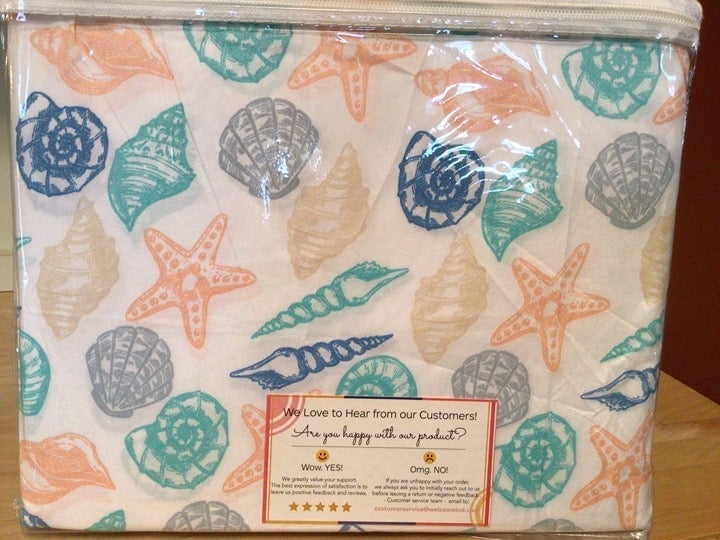 We Love to Hear from our Customers!
Are you happy with our product?
Wow. YES!
We greatly value your support.
The best expression of satisfaction is to
leave us positive feedback and reviews.
Omg. NO!
If you are unhappy with your order,
we always ask you to initially reach out to us
before issuing a return or negative feedback
- Customer service team - email to: